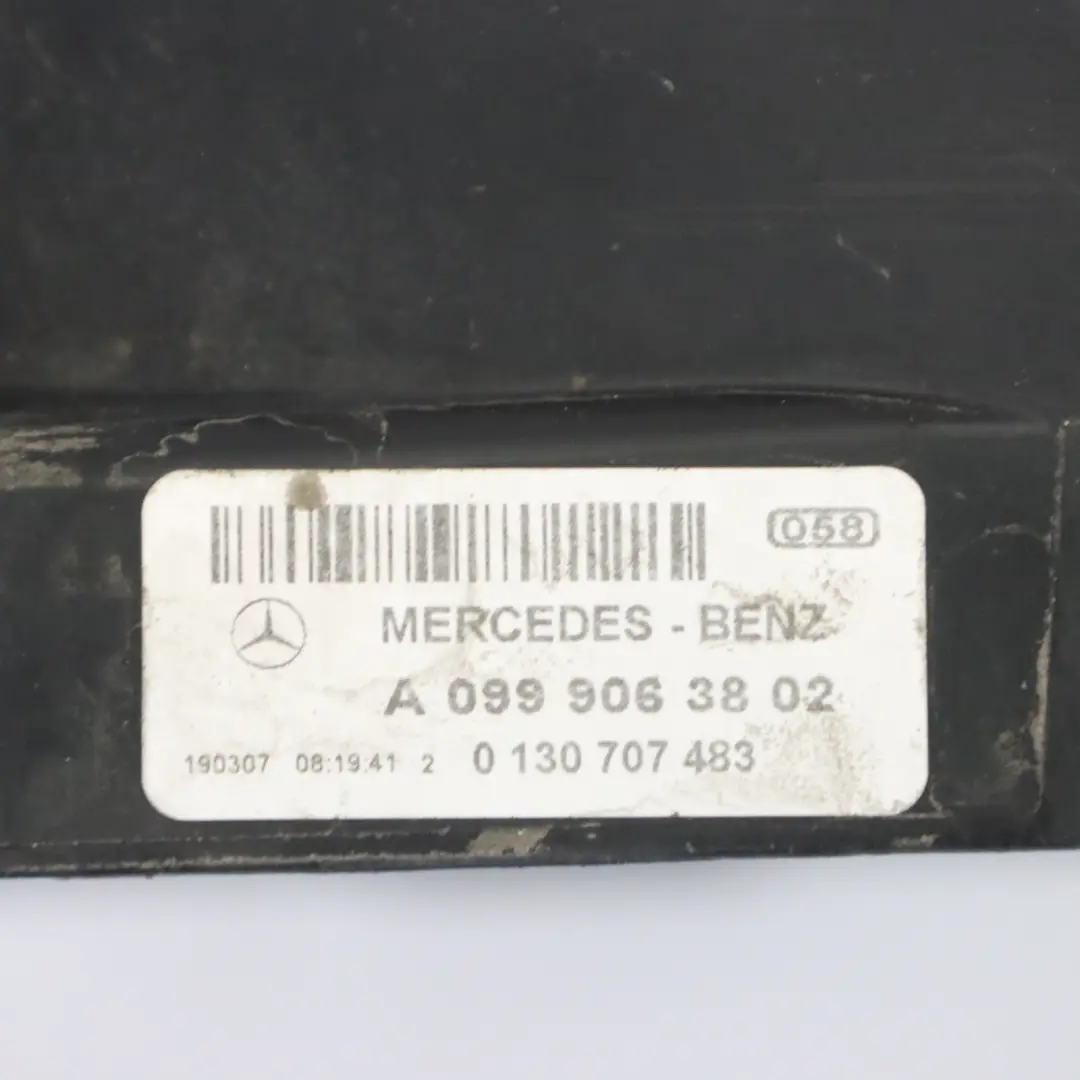 058
MERCEDES - BENZ
A 099 906 38 02
190307 08:19:41 2 0 130 707 483